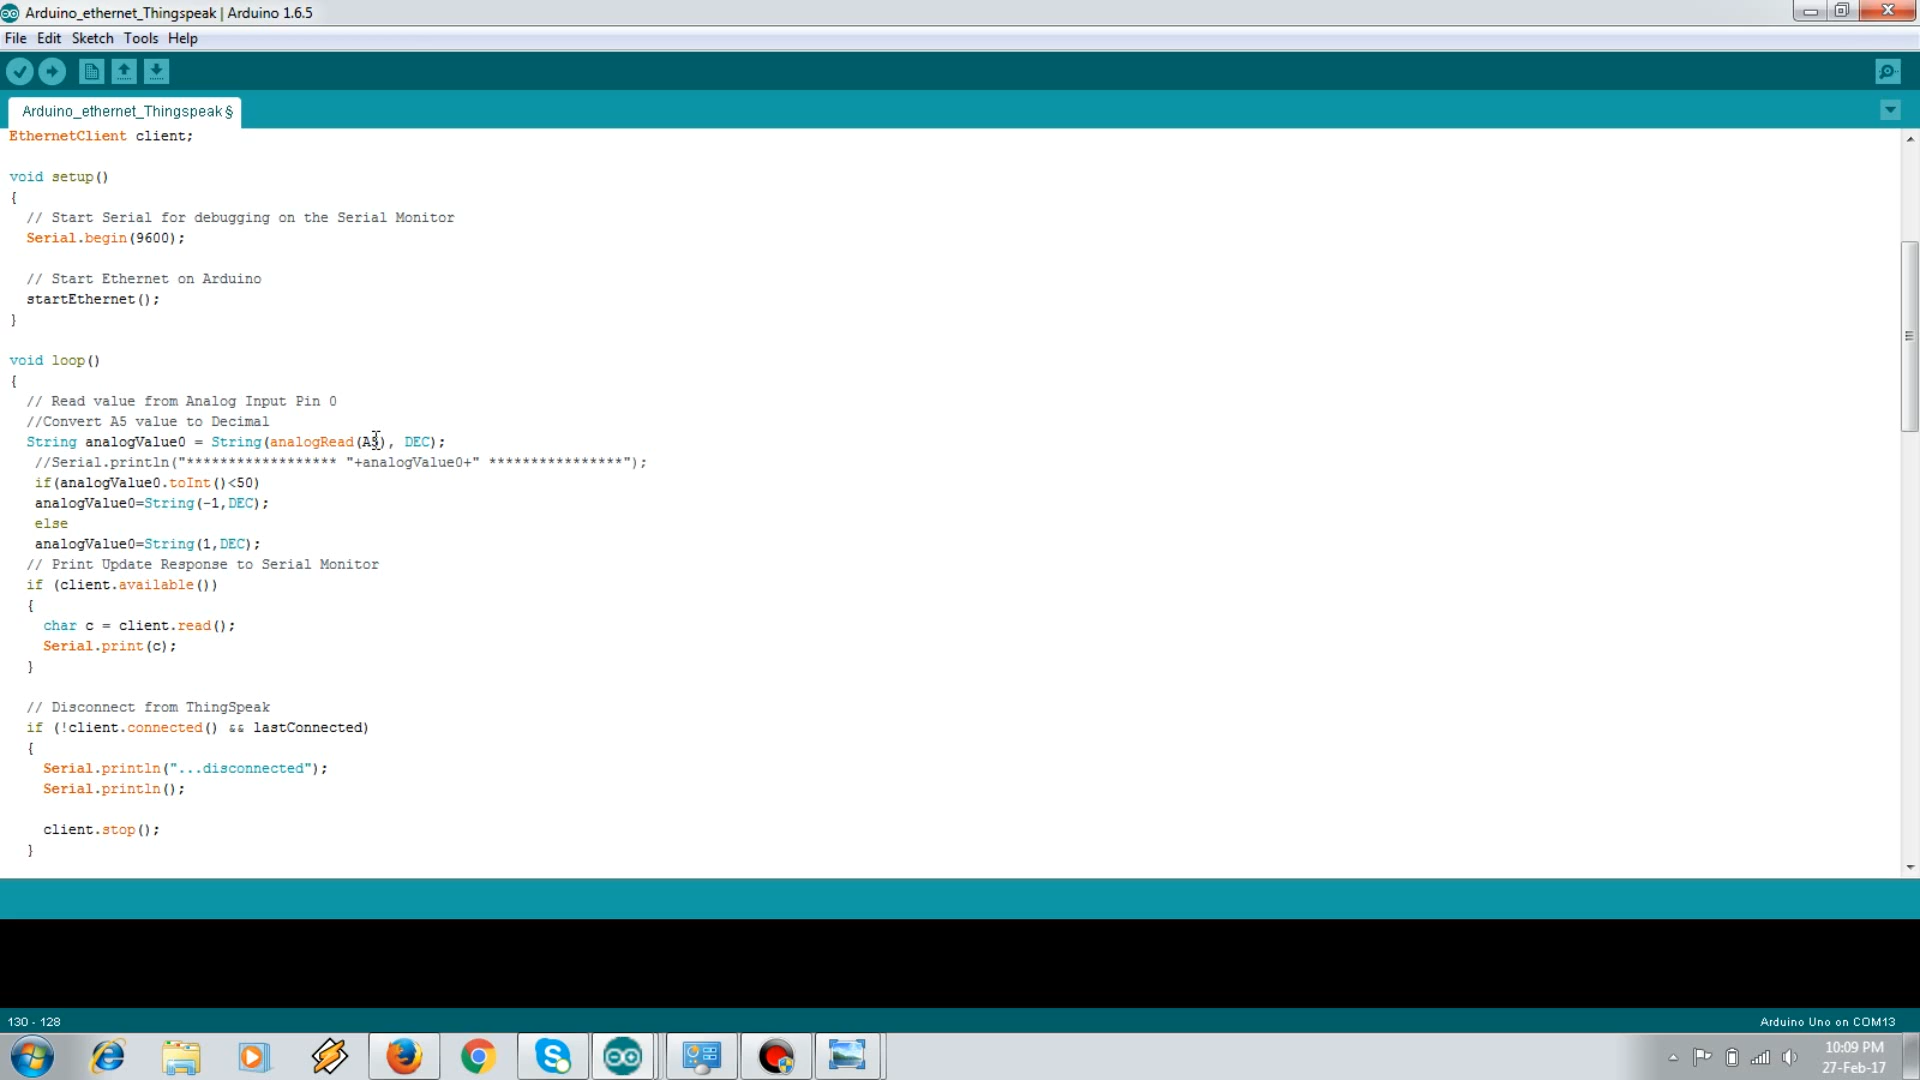 Arduino_ethernet_Thingspeak | Arduino 1.6.5
File Edit Sketch Tools Help
Arduino_ethernet_Thingspeak §
EthernetClient client;
void setup()
{
// Start Serial for debugging on the Serial Monitor
Serial.begin(9600);
// Start Ethernet on Arduino
startEthernet();
}
void loop()
{
// Read value from Analog Input Pin 0
//Convert A5 value to Decimal
String analogValue0 = String(analogRead(A5), DEC);
//Serial.println("****************** "+analogValue0+" ****************");
if(analogValue0.toInt()<50)
analogValue0=String(-1,DEC);
else
analogValue0=String(1,DEC);
// Print Update Response to Serial Monitor
if (client.available())
{
char c = client.read();
Serial.print(c);
}
// Disconnect from ThingSpeak
if (!client.connected() && lastConnected)
{
Serial.println("...disconnected");
Serial.println();
client.stop();
}
130 - 128
Arduino Uno on COM13
10:09 PM
27-Feb-17